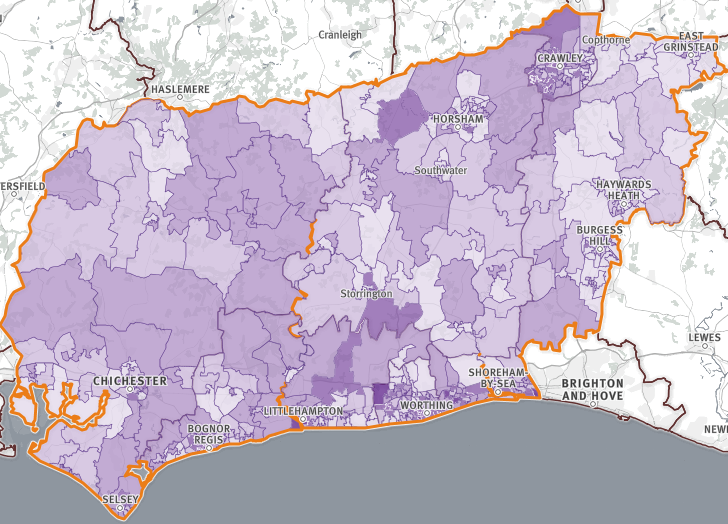 Cranleigh
Copthorne
EAST
GRINSTEAD
CRAWLEY
HASLEMERE
HORSHAM
Southwater
ERSFIELD
HAYWARDS
HEATH
BURGESS
HILL
Storrington
LEWES
CHICHESTER
SHOREHAM-
BY-SEA
BRIGHTON
AND HOVE
LITTLEHAMPTON
WORTHING
BOGNOR
REGIS
NEW
SELSEY